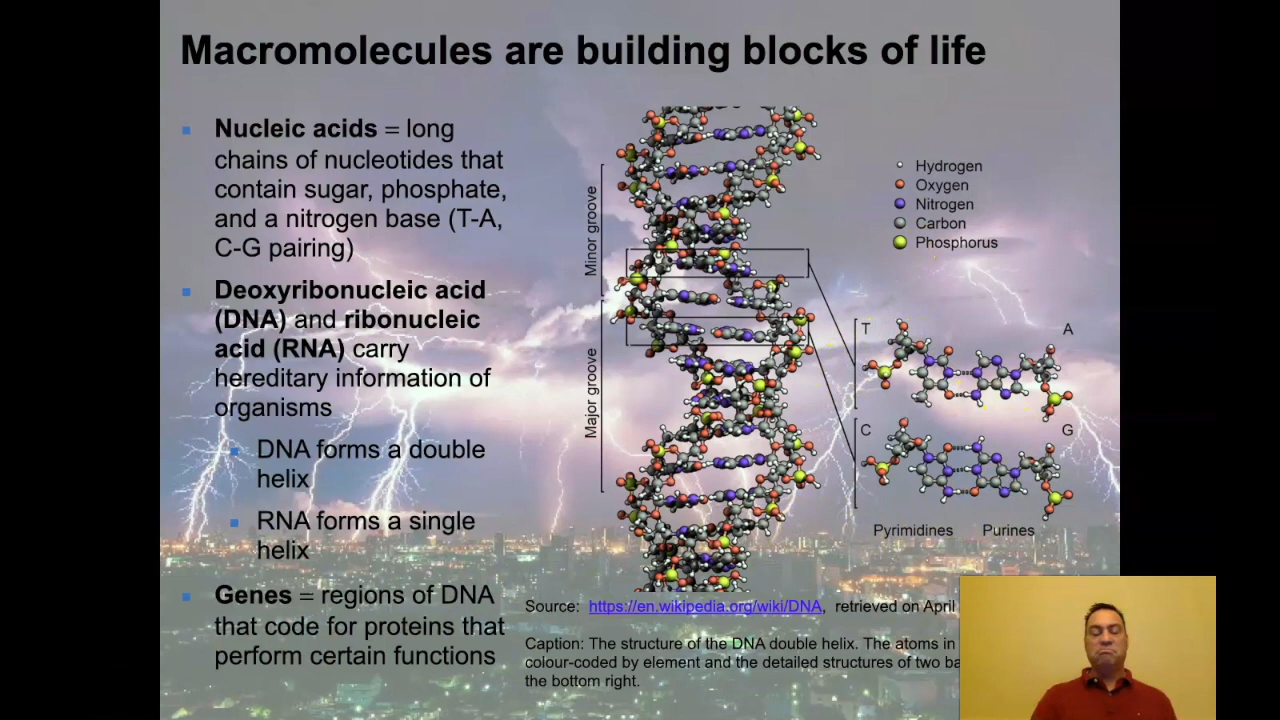 Macromolecules are building blocks of life
Nucleic acids = long
chains of nucleotides that
contain sugar, phosphate,
and a nitrogen base (T-A,
C-G pairing)
Deoxyribonucleic acid
(DNA) and ribonucleic
acid (RNA) carry
hereditary information of
organisms
DNA forms a double
helix
RNA forms a single
helix
Genes = regions of DNA
that code for proteins that
perform certain functions
Minor groove
Major groove
Hydrogen
Oxygen
Nitrogen
Carbon
Phosphorus
T A
C G
Pyrimidines Purines
Source: https://en.wikipedia.org/wiki/DNA, retrieved on April
Caption: The structure of the DNA double helix. The atoms in
colour-coded by element and the detailed structures of two ba
the bottom right.